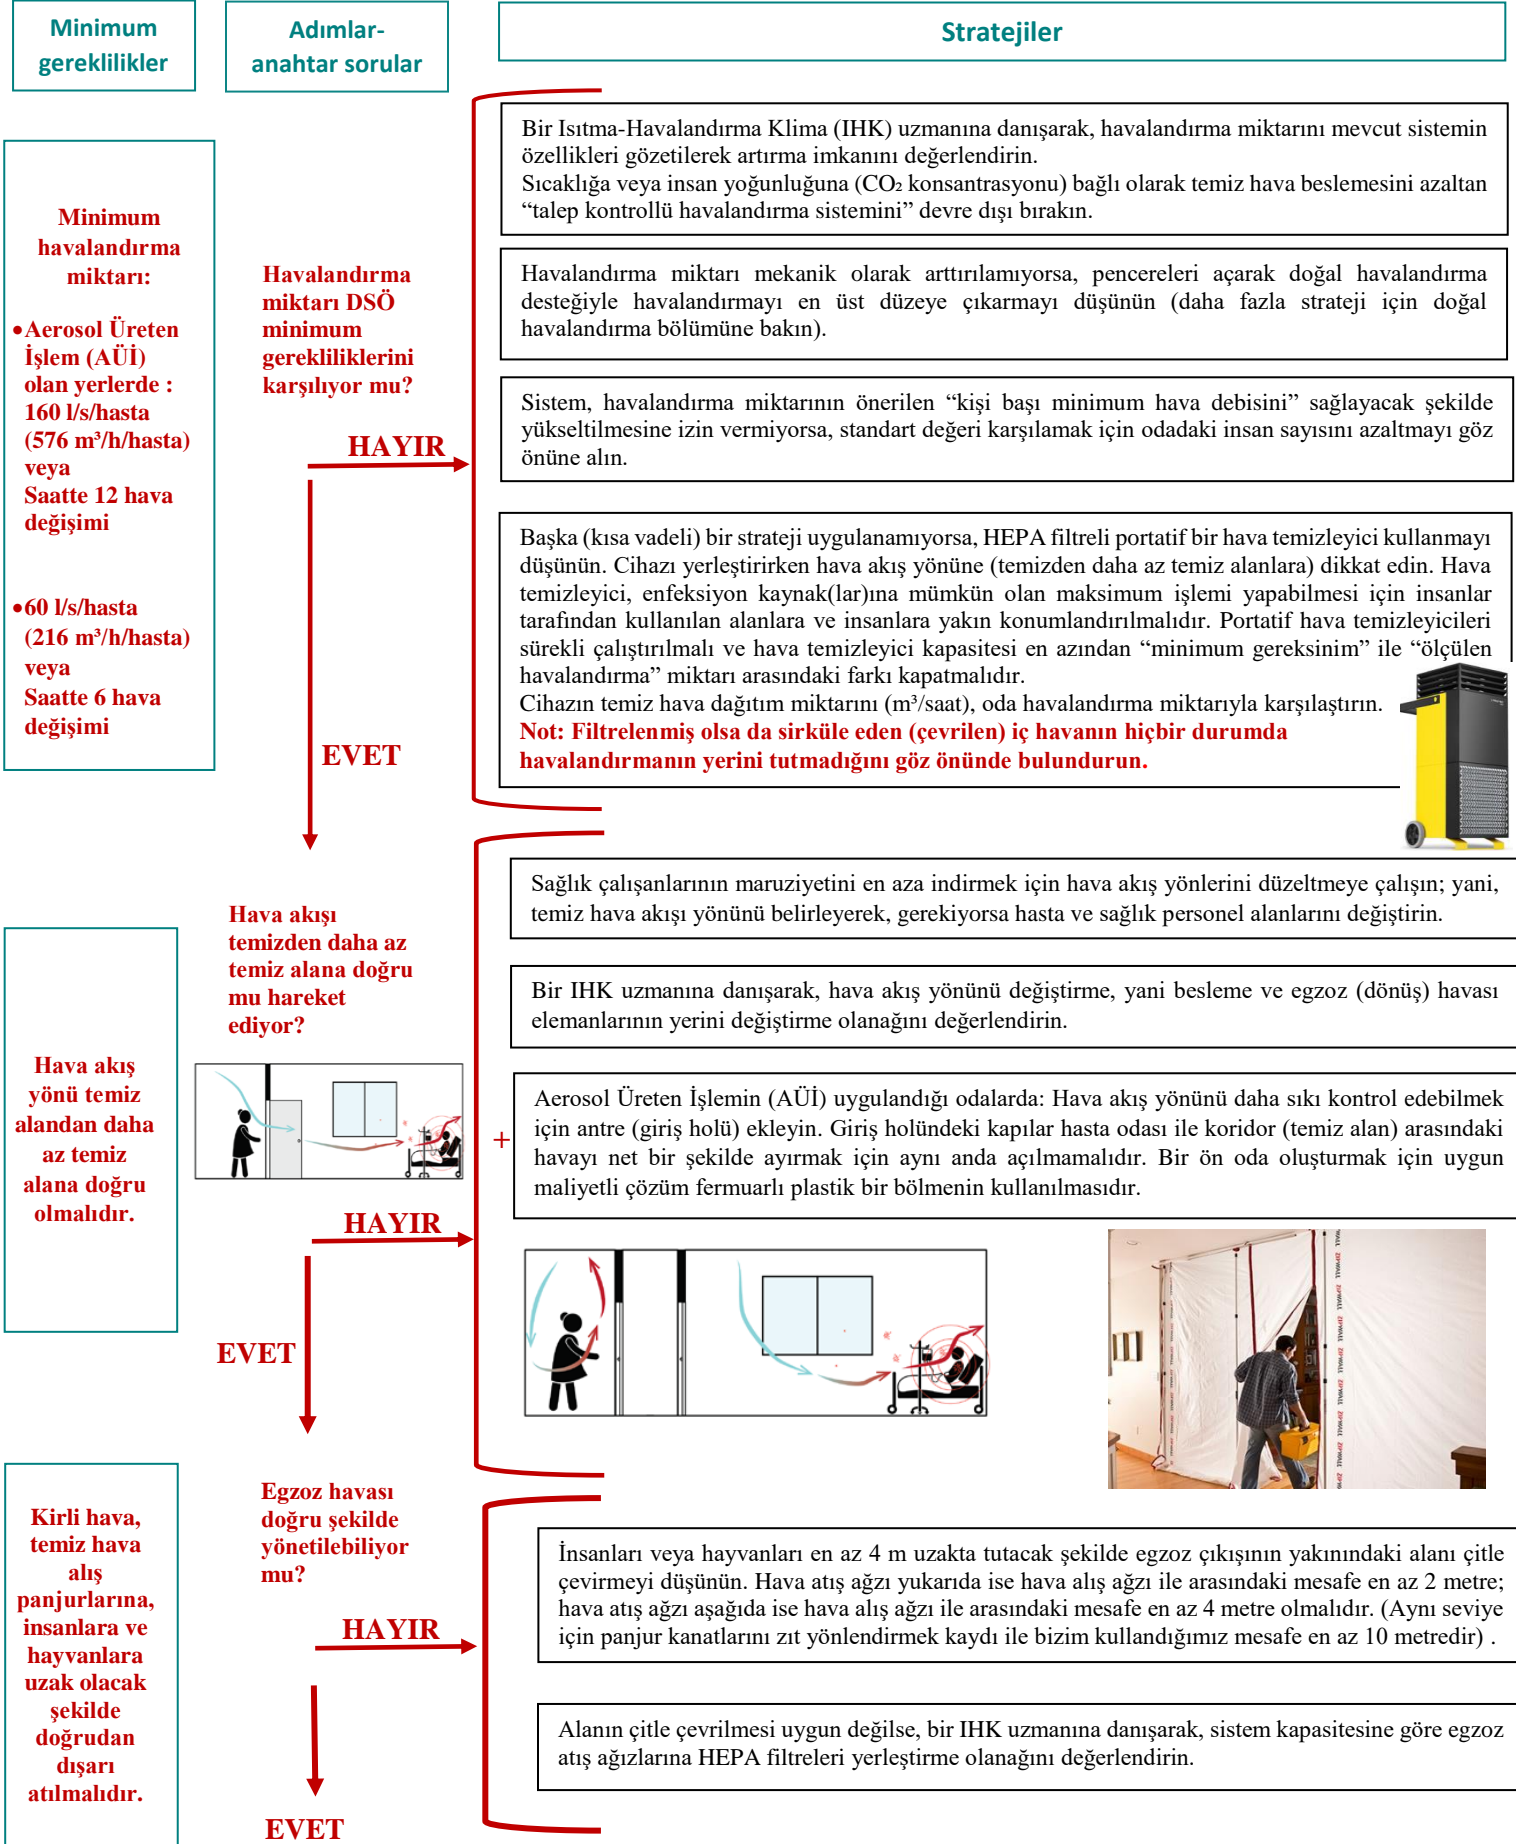 Minimum
gereklilikler
Adımlar-
anahtar sorular
Stratejiler
Minimum
havalandırma
miktarı:
•Aerosol Üreten
İşlem (AÜİ)
olan yerlerde :
160 l/s/hasta
(576 m³/h/hasta)
veya
Saatte 12 hava
değişimi
•60 l/s/hasta
(216 m³/h/hasta)
veya
Saatte 6 hava
değişimi
Havalandırma
miktarı DSÖ
minimum
gerekliliklerini
karşılıyor mu?
HAYIR
EVET
Bir Isıtma-Havalandırma Klima (IHK) uzmanına danışarak, havalandırma miktarını mevcut sistemin
özellikleri gözetilerek artırma imkanını değerlendirin.
Sıcaklığa veya insan yoğunluğuna (CO₂ konsantrasyonu) bağlı olarak temiz hava beslemesini azaltan
“talep kontrollü havalandırma sistemini” devre dışı bırakın.
Havalandırma miktarı mekanik olarak arttırılamıyorsa, pencereleri açarak doğal havalandırma
desteğiyle havalandırmayı en üst düzeye çıkarmayı düşünün (daha fazla strateji için doğal
havalandırma bölümüne bakın).
Sistem, havalandırma miktarının önerilen “kişi başı minimum hava debisini” sağlayacak şekilde
yükseltilmesine izin vermiyorsa, standart değeri karşılamak için odadaki insan sayısını azaltmayı göz
önüne alın.
Başka (kısa vadeli) bir strateji uygulanamıyorsa, HEPA filtreli portatif bir hava temizleyici kullanmayı
düşünün. Cihazı yerleştirirken hava akış yönüne (temizden daha az temiz alanlara) dikkat edin. Hava
temizleyici, enfeksiyon kaynak(lar)ına mümkün olan maksimum işlemi yapabilmesi için insanlar
tarafından kullanılan alanlara ve insanlara yakın konumlandırılmalıdır. Portatif hava temizleyicileri
sürekli çalıştırılmalı ve hava temizleyici kapasitesi en azından “minimum gereksinim” ile “ölçülen
havalandırma” miktarı arasındaki farkı kapatmalıdır.
Cihazın temiz hava dağıtım miktarını (m³/saat), oda havalandırma miktarıyla karşılaştırın.
Not: Filtrelenmiş olsa da sirküle eden (çevrilen) iç havanın hiçbir durumda
havalandırmanın yerini tutmadığını göz önünde bulundurun.
Hava akış
yönü temiz
alandan daha
az temiz
alana doğru
olmalıdır.
Hava akışı
temizden daha az
temiz alana doğru
mu hareket
ediyor?
HAYIR
EVET
Sağlık çalışanlarının maruziyetini en aza indirmek için hava akış yönlerini düzeltmeye çalışın; yani,
temiz hava akışı yönünü belirleyerek, gerekiyorsa hasta ve sağlık personel alanlarını değiştirin.
Bir IHK uzmanına danışarak, hava akış yönünü değiştirme, yani besleme ve egzoz (dönüş) havası
elemanlarının yerini değiştirme olanağını değerlendirin.
+
Aerosol Üreten İşlemin (AÜİ) uygulandığı odalarda: Hava akış yönünü daha sıkı kontrol edebilmek
için antre (giriş holü) ekleyin. Giriş holündeki kapılar hasta odası ile koridor (temiz alan) arasındaki
havayı net bir şekilde ayırmak için aynı anda açılmamalıdır. Bir ön oda oluşturmak için uygun
maliyetli çözüm fermuarlı plastik bir bölmenin kullanılmasıdır.
ZIPWALL
ZIPWALL
ZIPWALL
ZIPWALL
ZIPWALL
ZIPWALL
Kirli hava,
temiz hava
alış
panjurlarına,
insanlara ve
hayvanlara
uzak olacak
şekilde
doğrudan
dışarı
atılmalıdır.
Egzoz havası
doğru şekilde
yönetilebiliyor
mu?
HAYIR
EVET
İnsanları veya hayvanları en az 4 m uzakta tutacak şekilde egzoz çıkışının yakınındaki alanı çitle
çevirmeyi düşünün. Hava atış ağzı yukarıda ise hava alış ağzı ile arasındaki mesafe en az 2 metre;
hava atış ağzı aşağıda ise hava alış ağzı ile arasındaki mesafe en az 4 metre olmalıdır. (Aynı seviye
için panjur kanatlarını zıt yönlendirmek kaydı ile bizim kullandığımız mesafe en az 10 metredir) .
Alanın çitle çevrilmesi uygun değilse, bir IHK uzmanına danışarak, sistem kapasitesine göre egzoz
atış ağızlarına HEPA filtreleri yerleştirme olanağını değerlendirin.